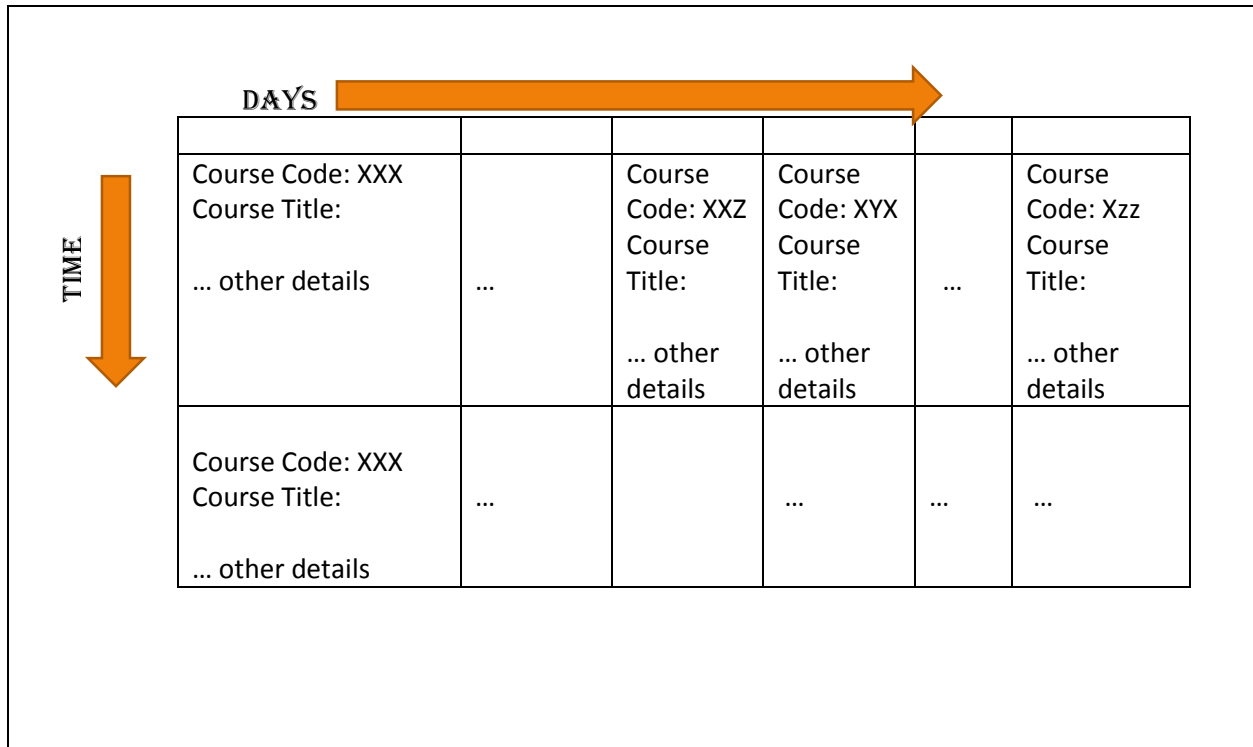 DAYS
TIME
Course Code: XXX
Course Title:
… other details
…
Course
Code: XXZ
Course
Title:
… other
details
Course
Code: XYX
Course
Title:
… other
details
…
Course
Code: Xzz
Course
Title:
… other
details
Course Code: XXX
Course Title:
… other details
…
…
…
…